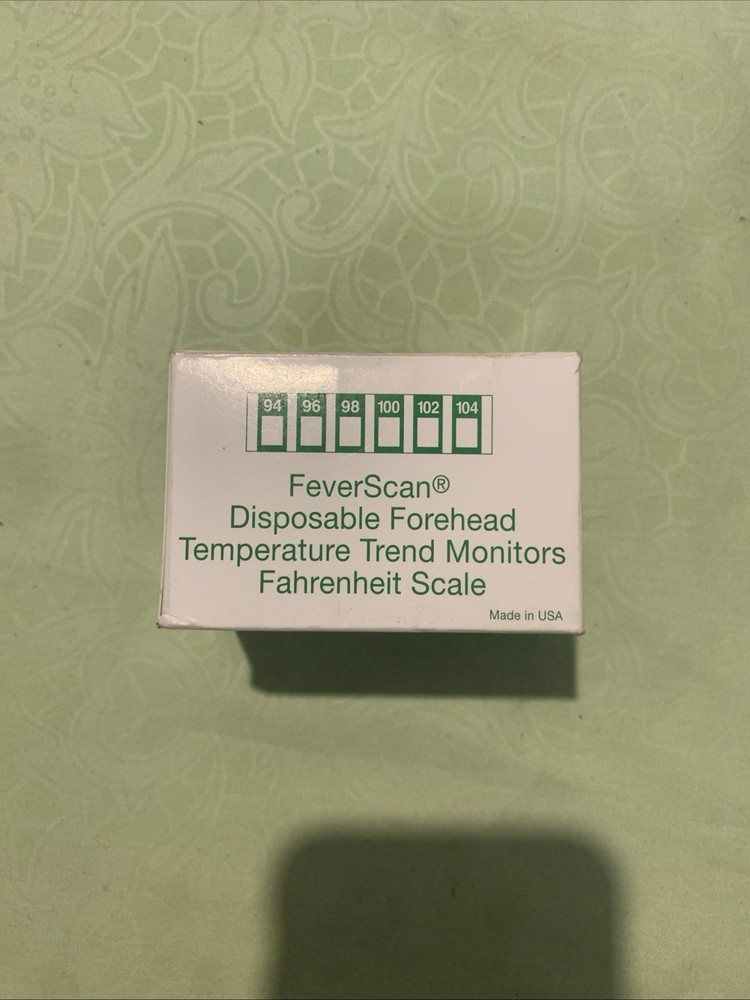 94 96 98 100 102 104
FeverScan®
Disposable Forehead
Temperature Trend Monitors
Fahrenheit Scale
Made in USA